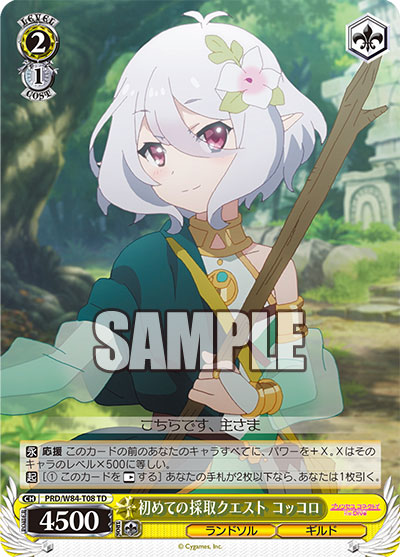 LEVEL
2
1
COST
SAMPLE
こちらです、主さま
永 応援 このカードの前のあなたのキャラすべてに、パワーを＋X。Xはその
キャラのレベル×500に等しい。
起［このカードを［］する］ あなたの手札が2枚以下なら、あなたは1枚引く。
CH PRD/W84-T08 TD
初めての採取クエスト コッコロ
POWER
4500
SOUL
ランドソル
ギルド
© Cygames, Inc.